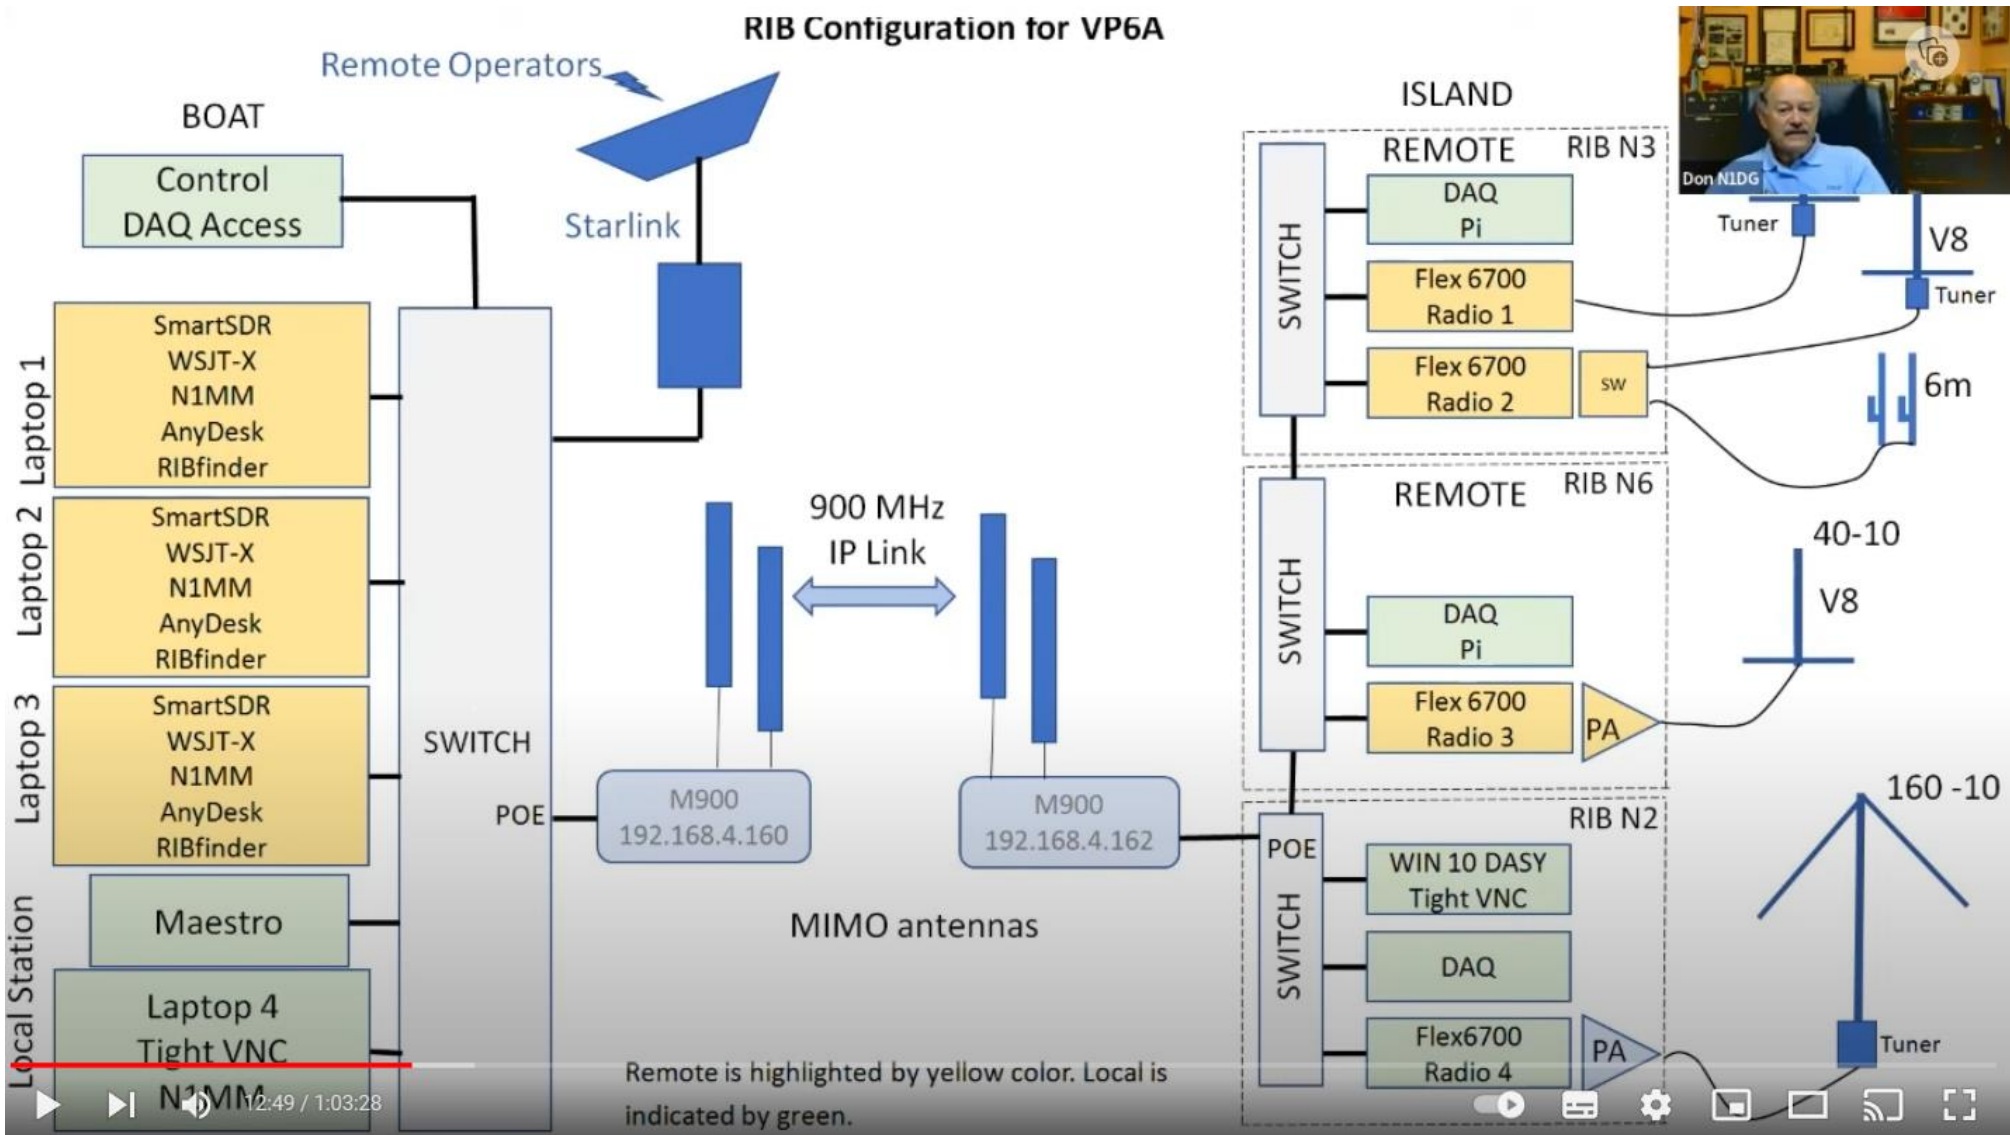 RIB Configuration for VP6A
Remote Operators
BOAT
Control
DAQ Access
Starlink
Laptop 1
SmartSDR
WSJT-X
N1MM
AnyDesk
RIBfinder
Laptop 2
SmartSDR
WSJT-X
N1MM
AnyDesk
RIBfinder
Laptop 3
SmartSDR
WSJT-X
N1MM
AnyDesk
RIBfinder
Local Station
Maestro
Laptop 4
Tight VNC
N1MM
SWITCH
POE
900 MHz
IP Link
M900
192.168.4.160
M900
192.168.4.162
MIMO antennas
Remote is highlighted by yellow color. Local is
indicated by green.
ISLAND
REMOTE
RIB N3
SWITCH
DAQ
Pi
Flex 6700
Radio 1
Flex 6700
Radio 2
SW
Don N1DG
Tuner
V8
Tuner
6m
REMOTE
RIB N6
SWITCH
DAQ
Pi
Flex 6700
Radio 3
PA
40-10
V8
RIB N2
POE
SWITCH
WIN 10 DASY
Tight VNC
DAQ
Flex6700
Radio 4
PA
160 -10
Tuner
12:49 / 1:03:28